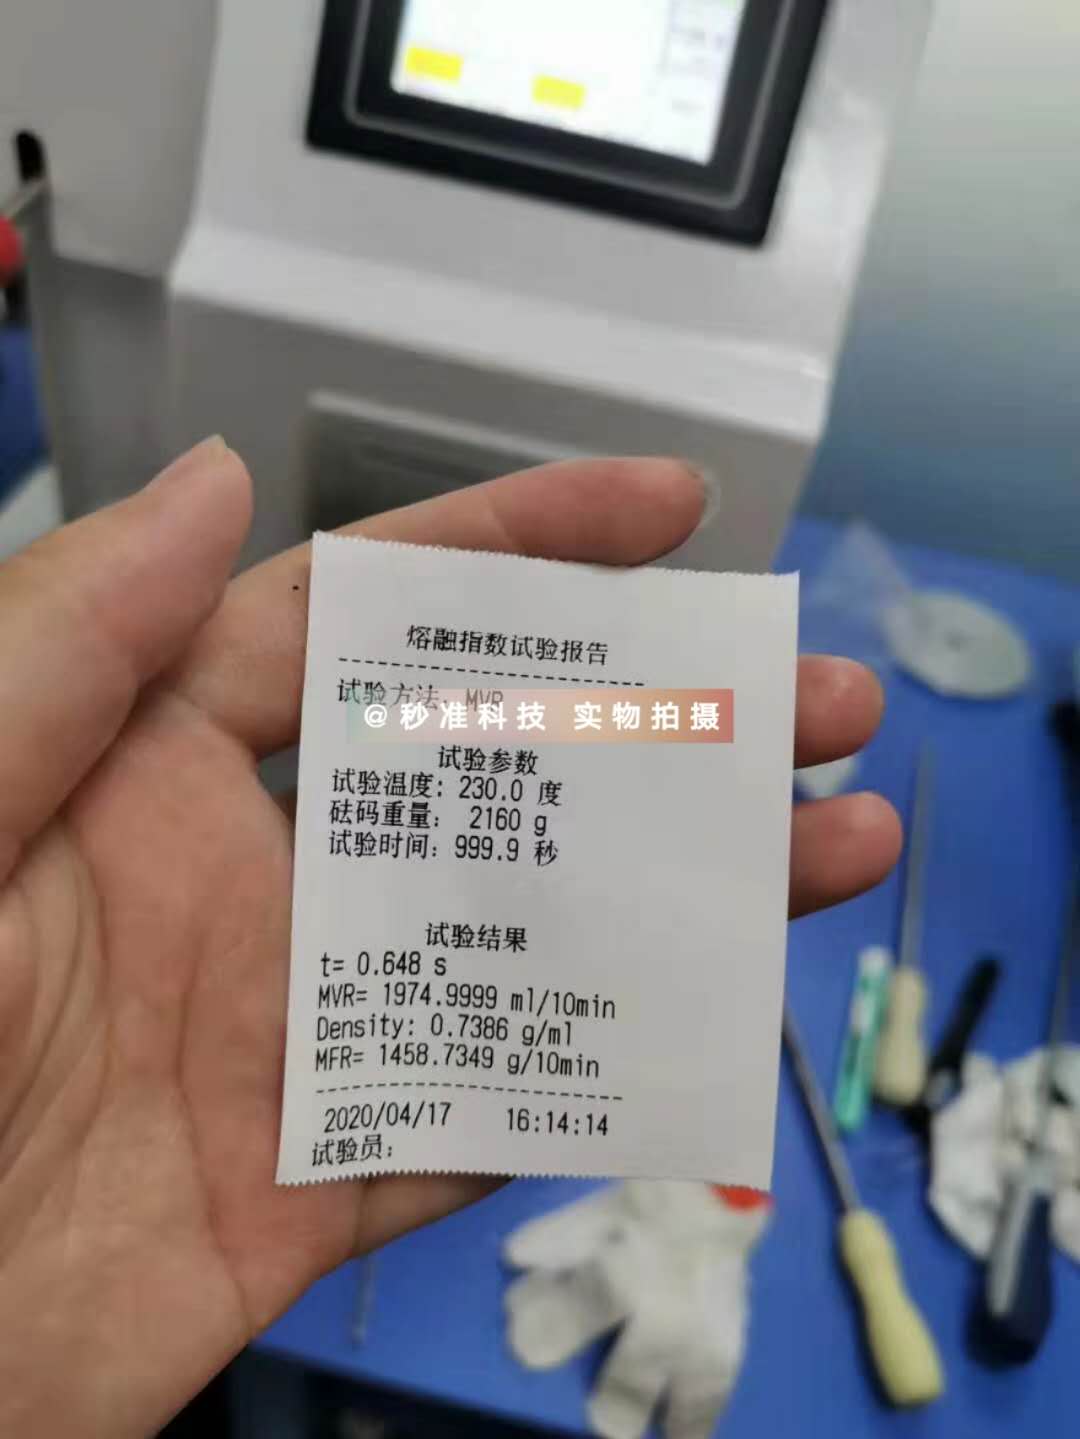 熔融指数试验报告
试验方法: MVR
@秒准科技 实物拍摄
试验参数
试验温度: 230.0 度
砝码重量: 2160 g
试验时间: 999.9 秒
试验结果
t= 0.648 s
MVR= 1974.9999 ml/10min
Density: 0.7386 g/ml
MFR= 1458.7349 g/10min
2020/04/17 16:14:14
试验员: